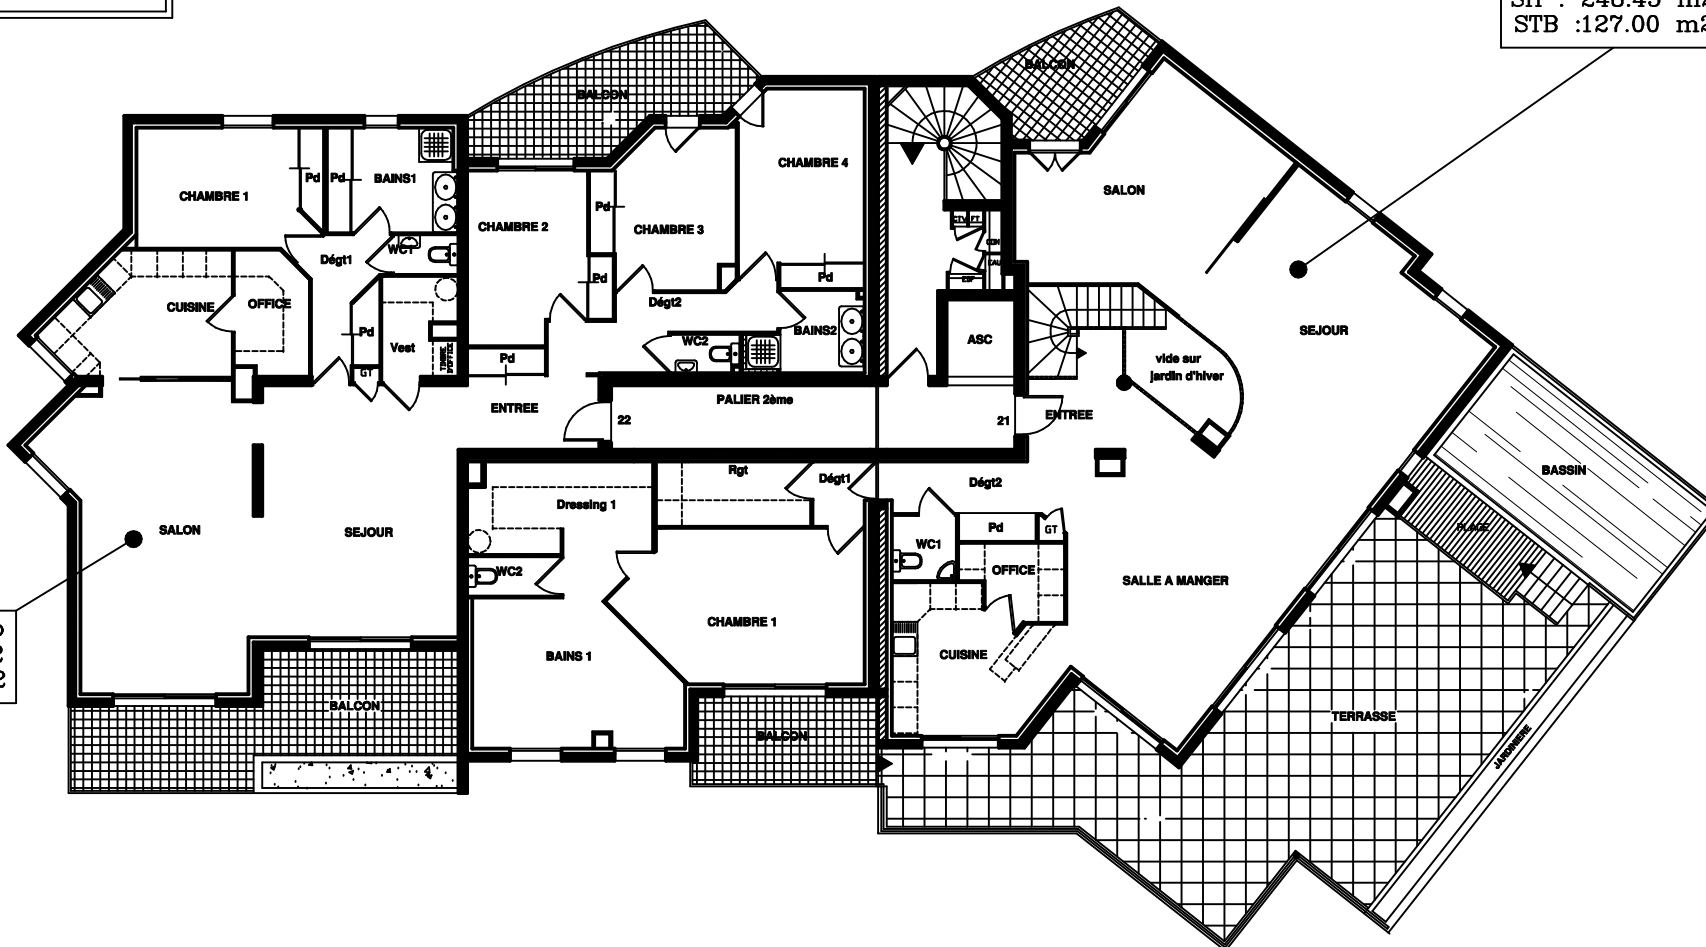 STB :127.00 m2
BALCON
BALCON
CHAMBRE 1
Pd
Pd
BAINS1
CHAMBRE 4
SALON
CHAMBRE 2
Pd
CHAMBRE 3
WC1
Dégt1
CUISINE
OFFICE
Pd
Vest
GT
Pd
Dégt2
Pd
BAINS2
WC2
Pd
GTV
FT
ASC
SEJOUR
vide sur
jardin d'hiver
ENTREE
22
PALIER 2ème
21
ENTREE
SALON
SEJOUR
Dressing 1
Rgt
Dégt1
Dégt2
BASSIN
PLAGE
WC2
WC1
Pd
GT
OFFICE
SALLE A MANGER
CHAMBRE 1
BAINS 1
CUISINE
BALCON
BALCON
TERRASSE
JARDINIERE